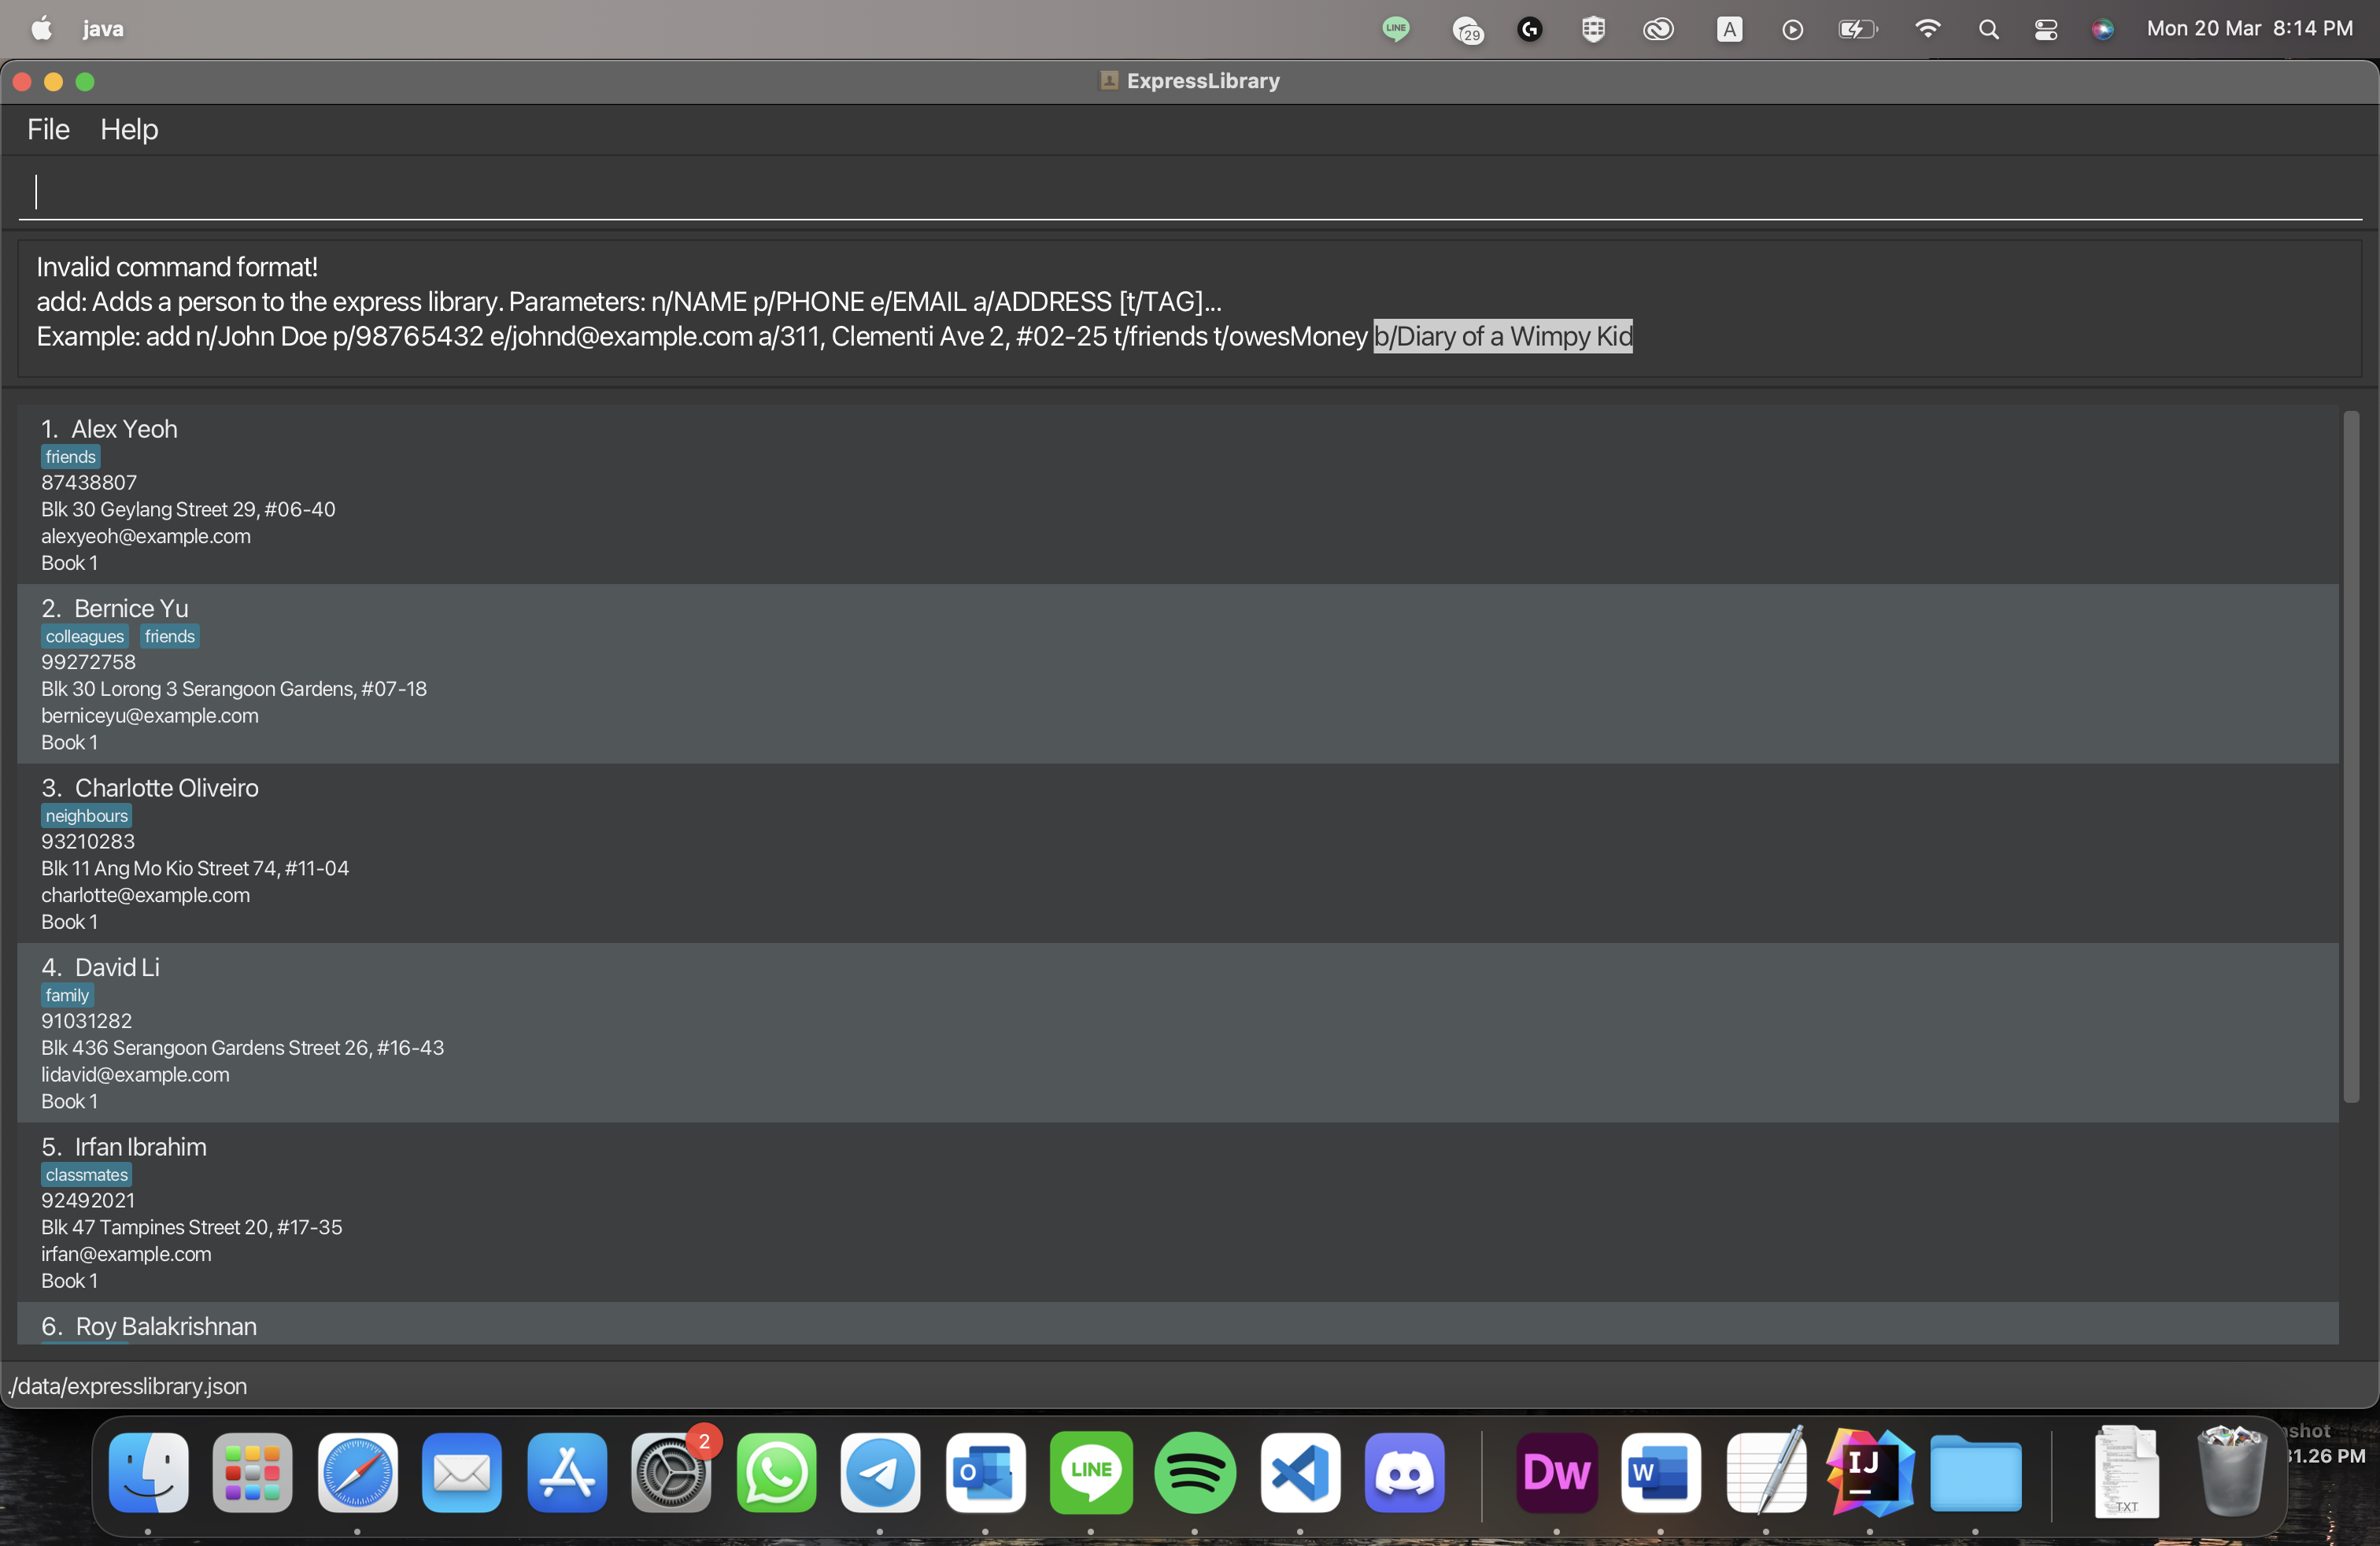 java
LINE
29
A
Mon 20 Mar 8:14 PM
ExpressLibrary
File Help
Invalid command format!
add: Adds a person to the express library. Parameters: n/NAME p/PHONE e/EMAIL a/ADDRESS [t/TAG]...
Example: add n/John Doe p/98765432 e/johnd@example.com a/311, Clementi Ave 2, #02-25 t/friends t/owesMoney b/Diary of a Wimpy Kid
1. Alex Yeoh
friends
87438807
Blk 30 Geylang Street 29, #06-40
alexyeoh@example.com
Book 1
2. Bernice Yu
colleagues friends
99272758
Blk 30 Lorong 3 Serangoon Gardens, #07-18
berniceyu@example.com
Book 1
3. Charlotte Oliveiro
neighbours
93210283
Blk 11 Ang Mo Kio Street 74, #11-04
charlotte@example.com
Book 1
4. David Li
family
91031282
Blk 436 Serangoon Gardens Street 26, #16-43
lidavid@example.com
Book 1
5. Irfan Ibrahim
classmates
92492021
Blk 47 Tampines Street 20, #17-35
irfan@example.com
Book 1
6. Roy Balakrishnan
./data/expresslibrary.json
2
O
LINE
Dw
W
IJ
TXT
shot
31.26 PM